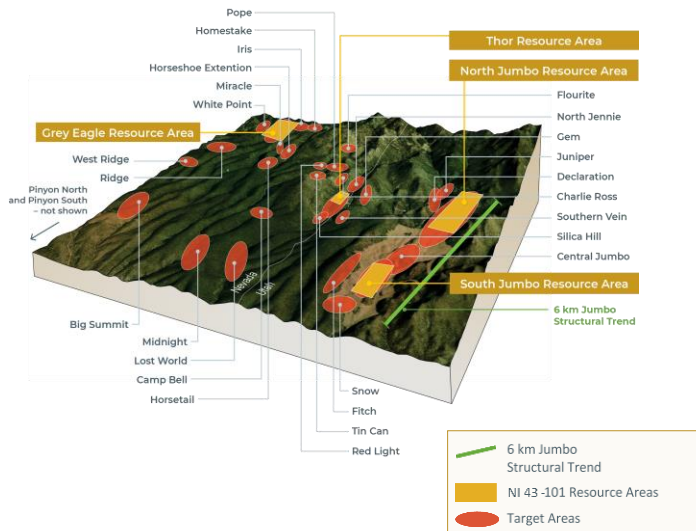 Pope
Homestake
Iris
Horseshoe Extention
Miracle
White Point
Grey Eagle Resource Area
West Ridge
Ridge
Pinyon North
and Pinyon South
– not shown
Thor Resource Area
North Jumbo Resource Area
Flourite
North Jennie
Gem
Juniper
Declaration
Charlie Ross
Southern Vein
Silica Hill
Central Jumbo
South Jumbo Resource Area
6 km Jumbo
Structural Trend
Nevada
Utah
Big Summit
Midnight
Lost World
Camp Bell
Horsetail
Snow
Fitch
Tin Can
Red Light
6 km Jumbo
Structural Trend
NI 43 -101 Resource Areas
Target Areas